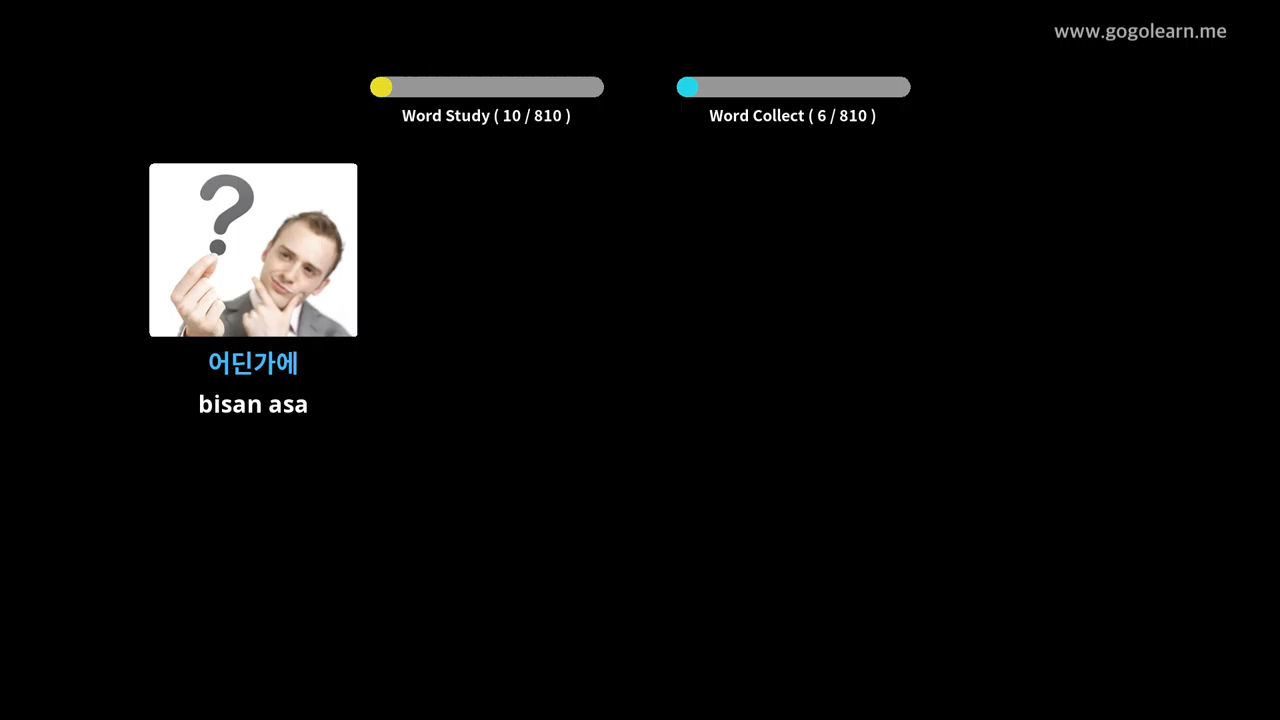 www.gogolearn.me
Word Study ( 10 / 810 )
Word Collect ( 6 / 810 )
?
어딘가에
bisan asa